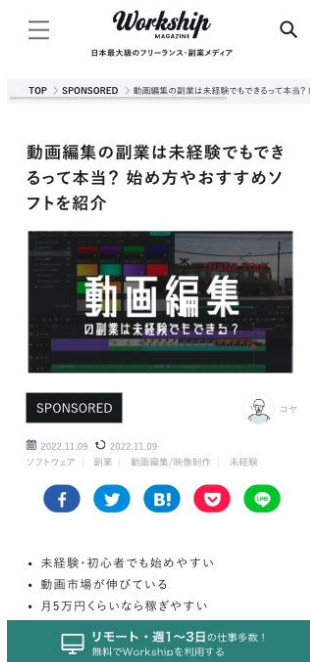 Workship
MAGAZINE
日本最大級のフリーランス・副業メディア
TOP > SPONSORED > 動画編集の副業は未経験でもできるって本当?
動画編集の副業は未経験でもでき
るって本当? 始め方やおすすめソ
フトを紹介
動画編集
の副業は未経験でもできる?
SPONSORED
コヤ
2022.11.09 2022.11.09
ソフトウェア | 副業 | 動画編集/映像制作 | 未経験
f B! LINE
• 未経験・初心者でも始めやすい
• 動画市場が伸びている
• 月5万円くらいなら稼ぎやすい
リモート・週1〜3日の仕事多数!
無料でWorkshipを利用する